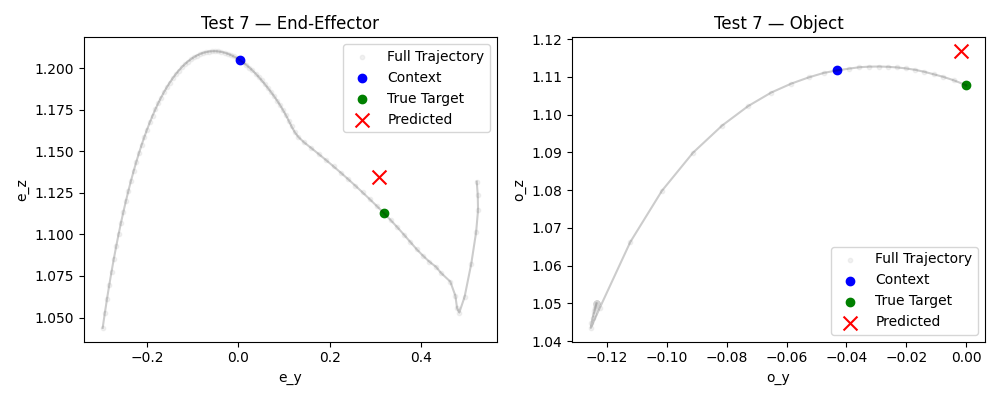 Test 7 — End-Effector
1.200
1.175
1.150
1.125
1.100
1.075
1.050
e_z
−0.2
0.0
0.2
0.4
e_y
Full Trajectory
Context
True Target
Predicted
Test 7 — Object
1.12
1.11
1.10
1.09
1.08
1.07
1.06
1.05
1.04
o_z
−0.12
−0.10
−0.08
−0.06
−0.04
−0.02
0.00
o_y
Full Trajectory
Context
True Target
Predicted